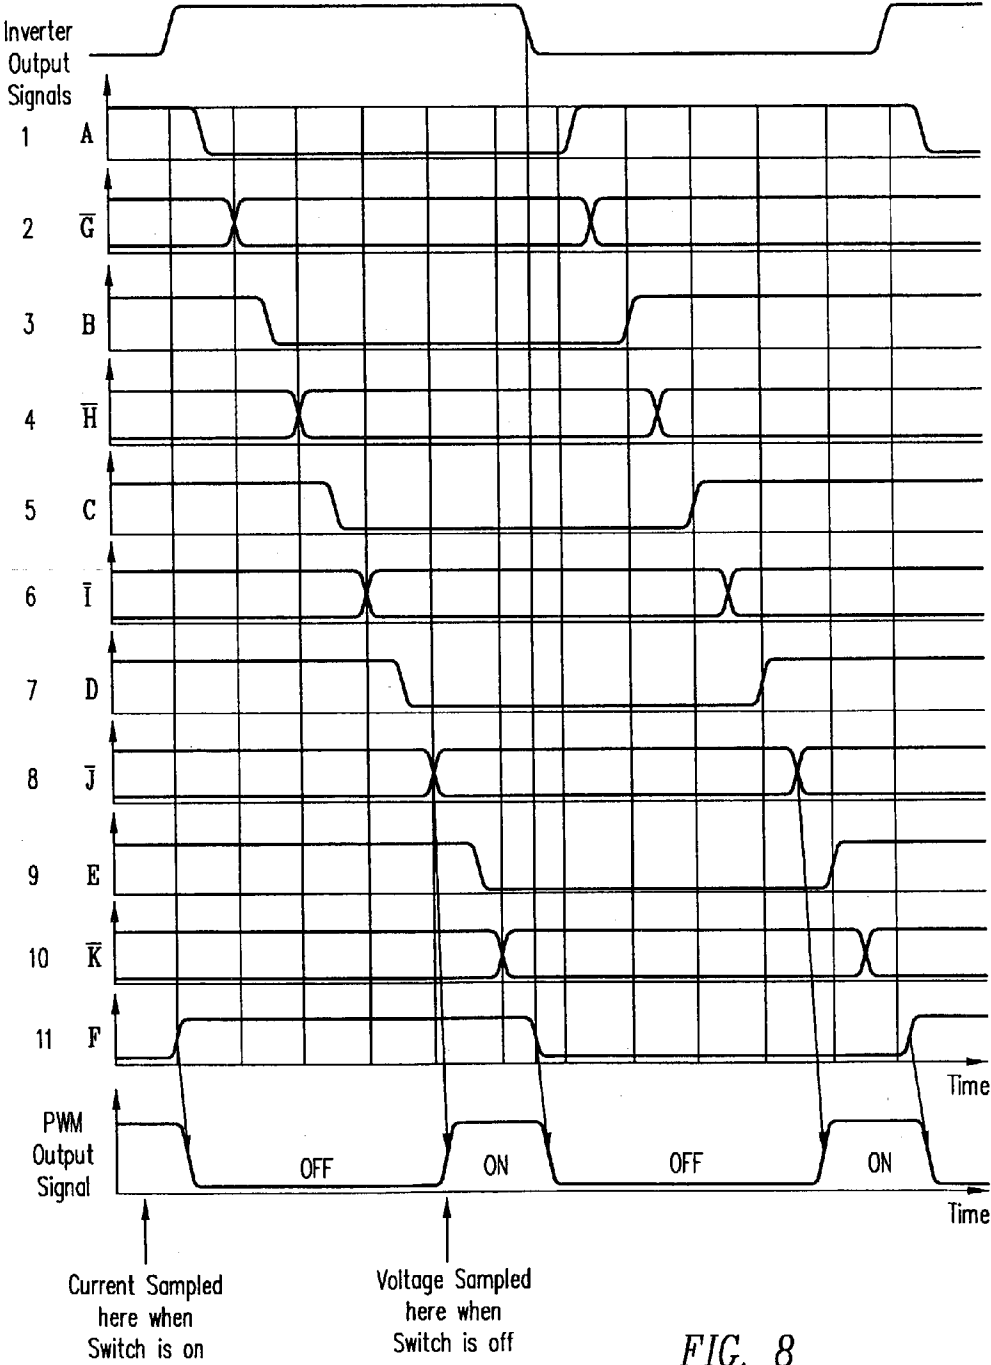 Inverter
Output
Signals
1 A
2 G̅
3 B
4 H̅
5 C
6 I̅
7 D
8 J̅
9 E
10 K̅
11 F
Time
PWM
Output
Signal
OFF ON OFF ON
Time
Current Sampled
here when
Switch is on
Voltage Sampled
here when
Switch is off
FIG. 8